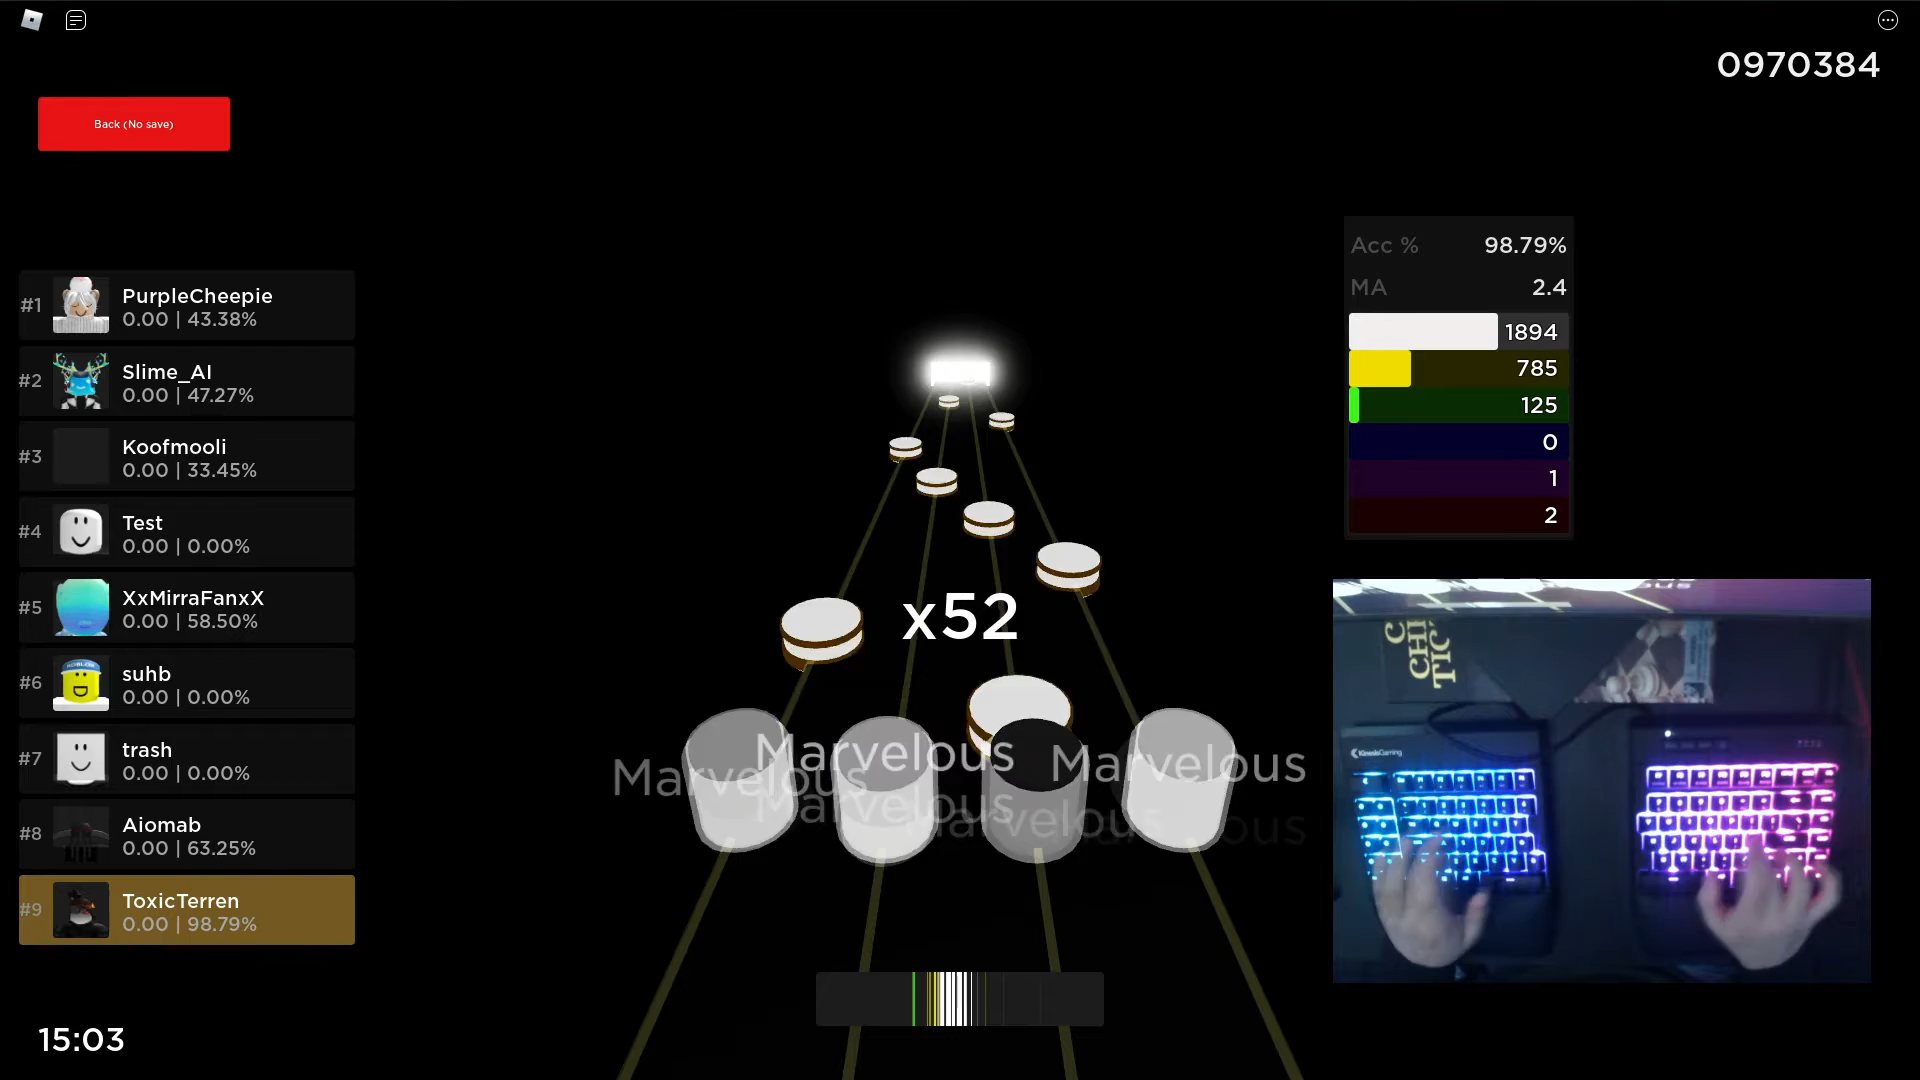 0970384
Back (No save)
#1
PurpleCheepie
0.00 | 43.38%
#2
Slime_AI
0.00 | 47.27%
#3
Koofmooli
0.00 | 33.45%
#4
Test
0.00 | 0.00%
#5
XxMirraFanxX
0.00 | 58.50%
#6
suhb
0.00 | 0.00%
#7
trash
0.00 | 0.00%
#8
Aiomab
0.00 | 63.25%
#9
ToxicTerren
0.00 | 98.79%
15:03
x52
Marvelous
Marvelous
Marvelous
Marvelous
Marvelous
Acc % 98.79%
MA 2.4
1894
785
125
0
1
2
KinesisGaming